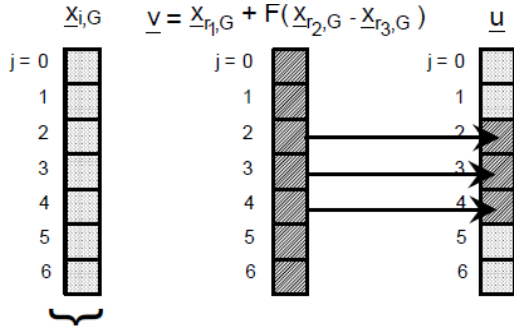 x_i,G v = x_r1,G + F( x_r2,G - x_r3,G ) u
j = 0 j = 0 j = 0
1 1 1
2 2 2
3 3 3
4 4 4
5 5 5
6 6 6